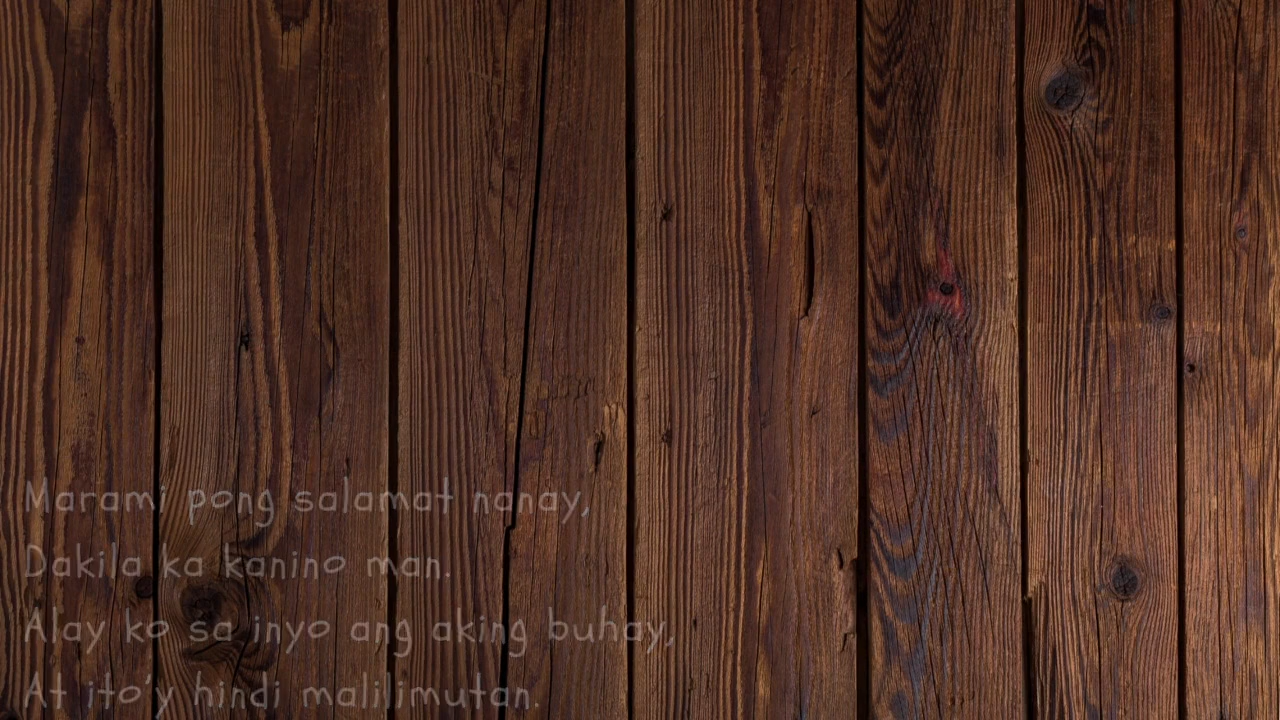 Marami pong salamat nanay,
Dakila ka kanino man.
Alay ko sa inyo ang aking buhay,
At ito'y hindi malilimutan.